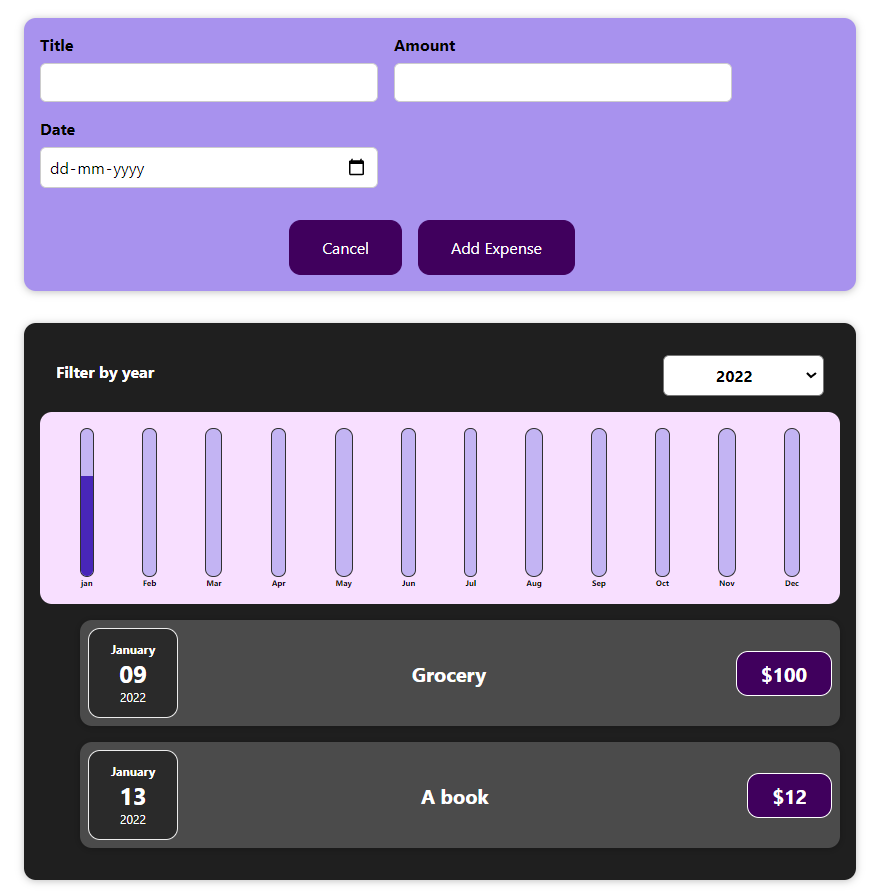 Title Amount
Date
dd-mm-yyyy
Cancel Add Expense
Filter by year 2022
jan Feb Mar Apr May Jun Jul Aug Sep Oct Nov Dec
January
09
2022
Grocery
$100
January
13
2022
A book
$12